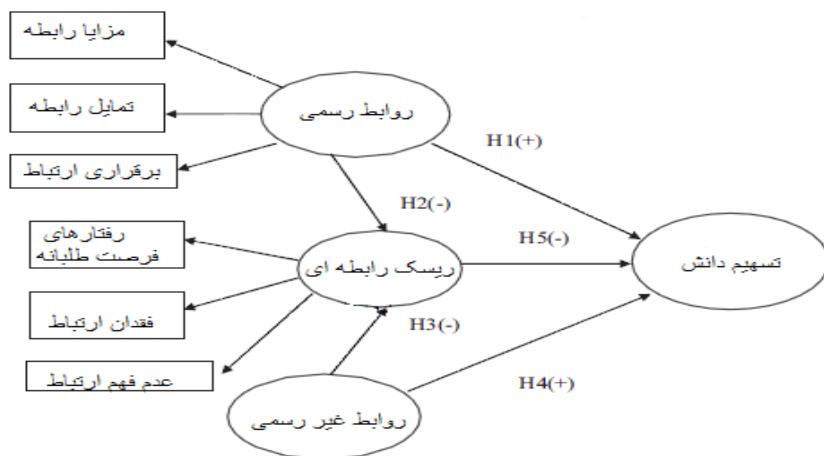 مزایا رابطه
تمایل رابطه
روابط رسمی
H1(+)
برقراری ارتباط
H2(-)
رفتارهای
فرصت طلبانه
ریسک رابطه ای
H5(-)
تسهیم دانش
فقدان ارتباط
H3(-)
عدم فهم ارتباط
H4(+)
روابط غیر رسمی